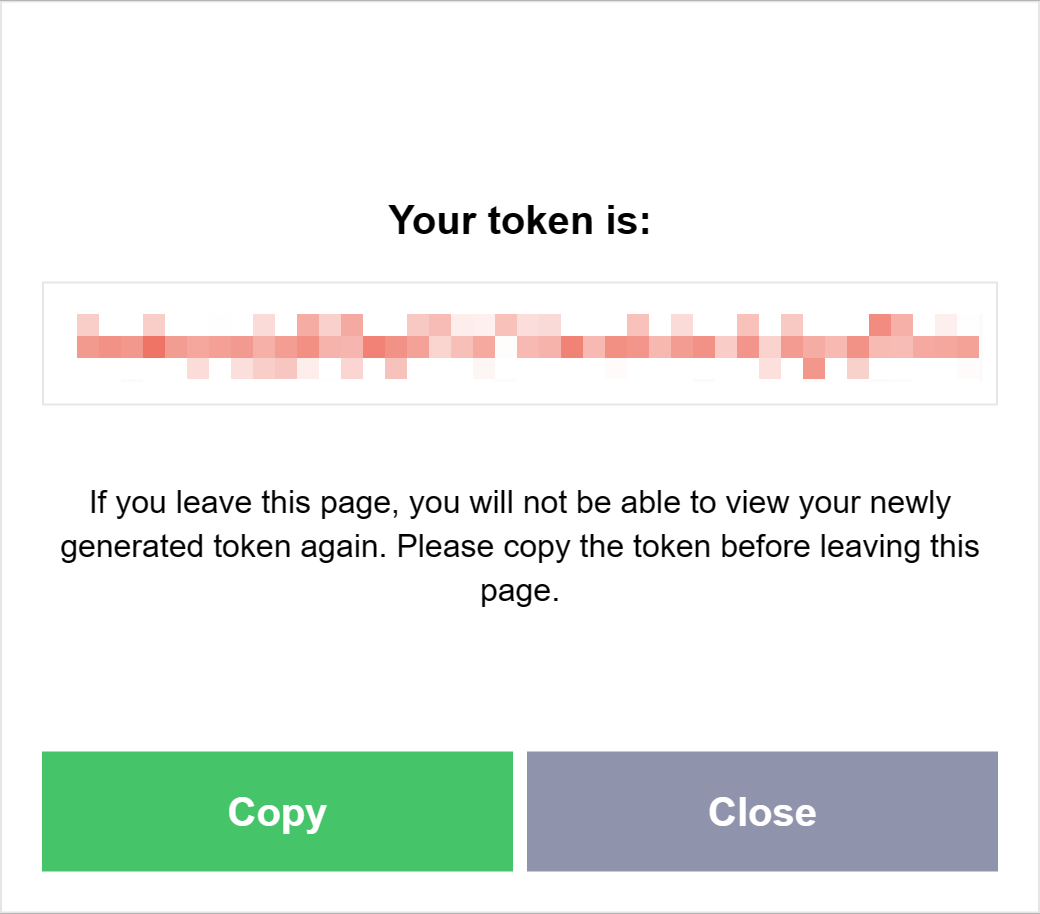 Your token is:
If you leave this page, you will not be able to view your newly
generated token again. Please copy the token before leaving this
page.
Copy
Close